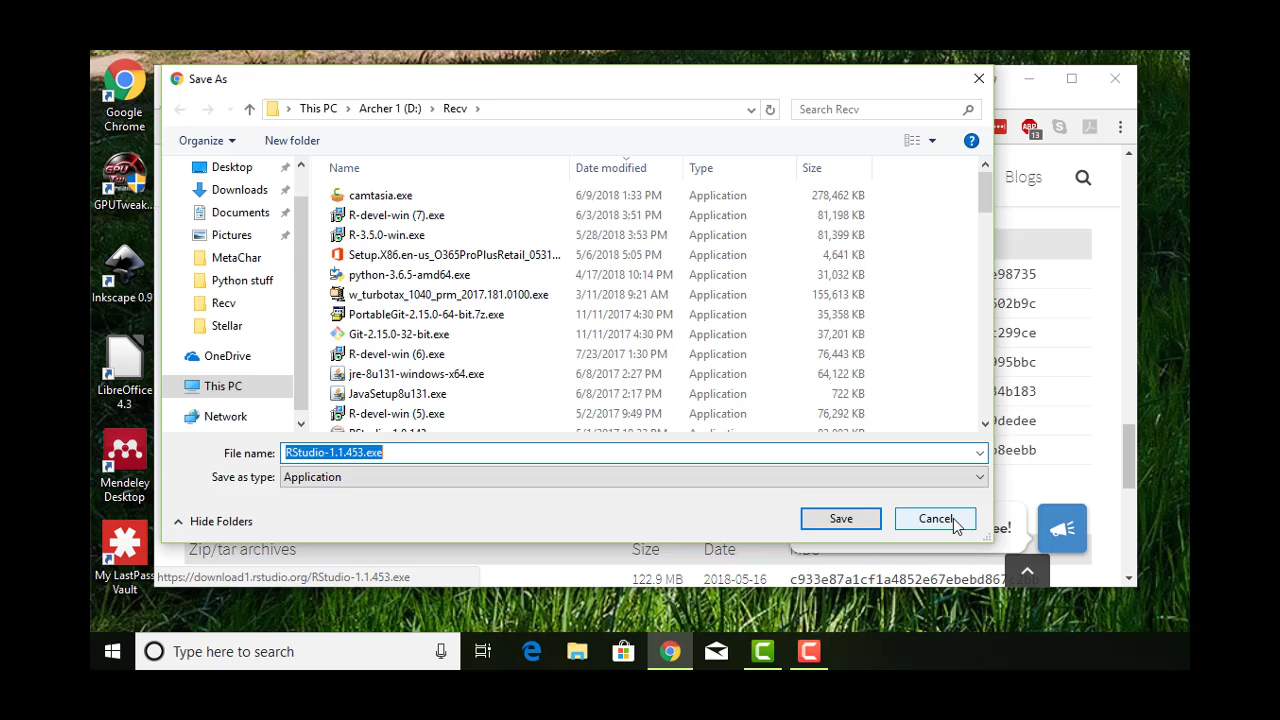 Google
Chrome
GPUTweak...
Inkscape 0.9
LibreOffice
4.3
Mendeley
Desktop
My LastPass
Vault
Save As
This PC > Archer 1 (D:) > Recv >
Search Recv
Organize
New folder
Desktop
Downloads
Documents
Pictures
MetaChar
Python stuff
Recv
Stellar
OneDrive
This PC
Network
Name Date modified Type Size
camtasia.exe 6/9/2018 1:33 PM Application 278,462 KB
R-devel-win (7).exe 6/3/2018 3:51 PM Application 81,198 KB
R-3.5.0-win.exe 5/28/2018 3:53 PM Application 81,399 KB
Setup.X86.en-us_O365ProPlusRetail_0531... 5/6/2018 5:05 PM Application 4,641 KB
python-3.6.5-amd64.exe 4/17/2018 10:14 PM Application 31,032 KB
w_turbotax_1040_prm_2017.181.0100.exe 3/11/2018 9:21 AM Application 155,613 KB
PortableGit-2.15.0-64-bit.7z.exe 11/11/2017 4:30 PM Application 35,358 KB
Git-2.15.0-32-bit.exe 11/11/2017 4:30 PM Application 37,201 KB
R-devel-win (6).exe 7/23/2017 1:30 PM Application 76,443 KB
jre-8u131-windows-x64.exe 6/8/2017 2:27 PM Application 64,122 KB
JavaSetup8u131.exe 6/8/2017 2:17 PM Application 722 KB
R-devel-win (5).exe 5/2/2017 9:49 PM Application 76,292 KB
File name: RStudio-1.1.453.exe
Save as type: Application
Hide Folders
Save
Cancel
ABP
13
Blogs
e98735
602b9c
c299ce
995bbc
34b183
9dedee
b8eebb
ee!
Zip/tar archives Size Date
122.9 MB 2018-05-16
https://download1.rstudio.org/RStudio-1.1.453.exe
Type here to search